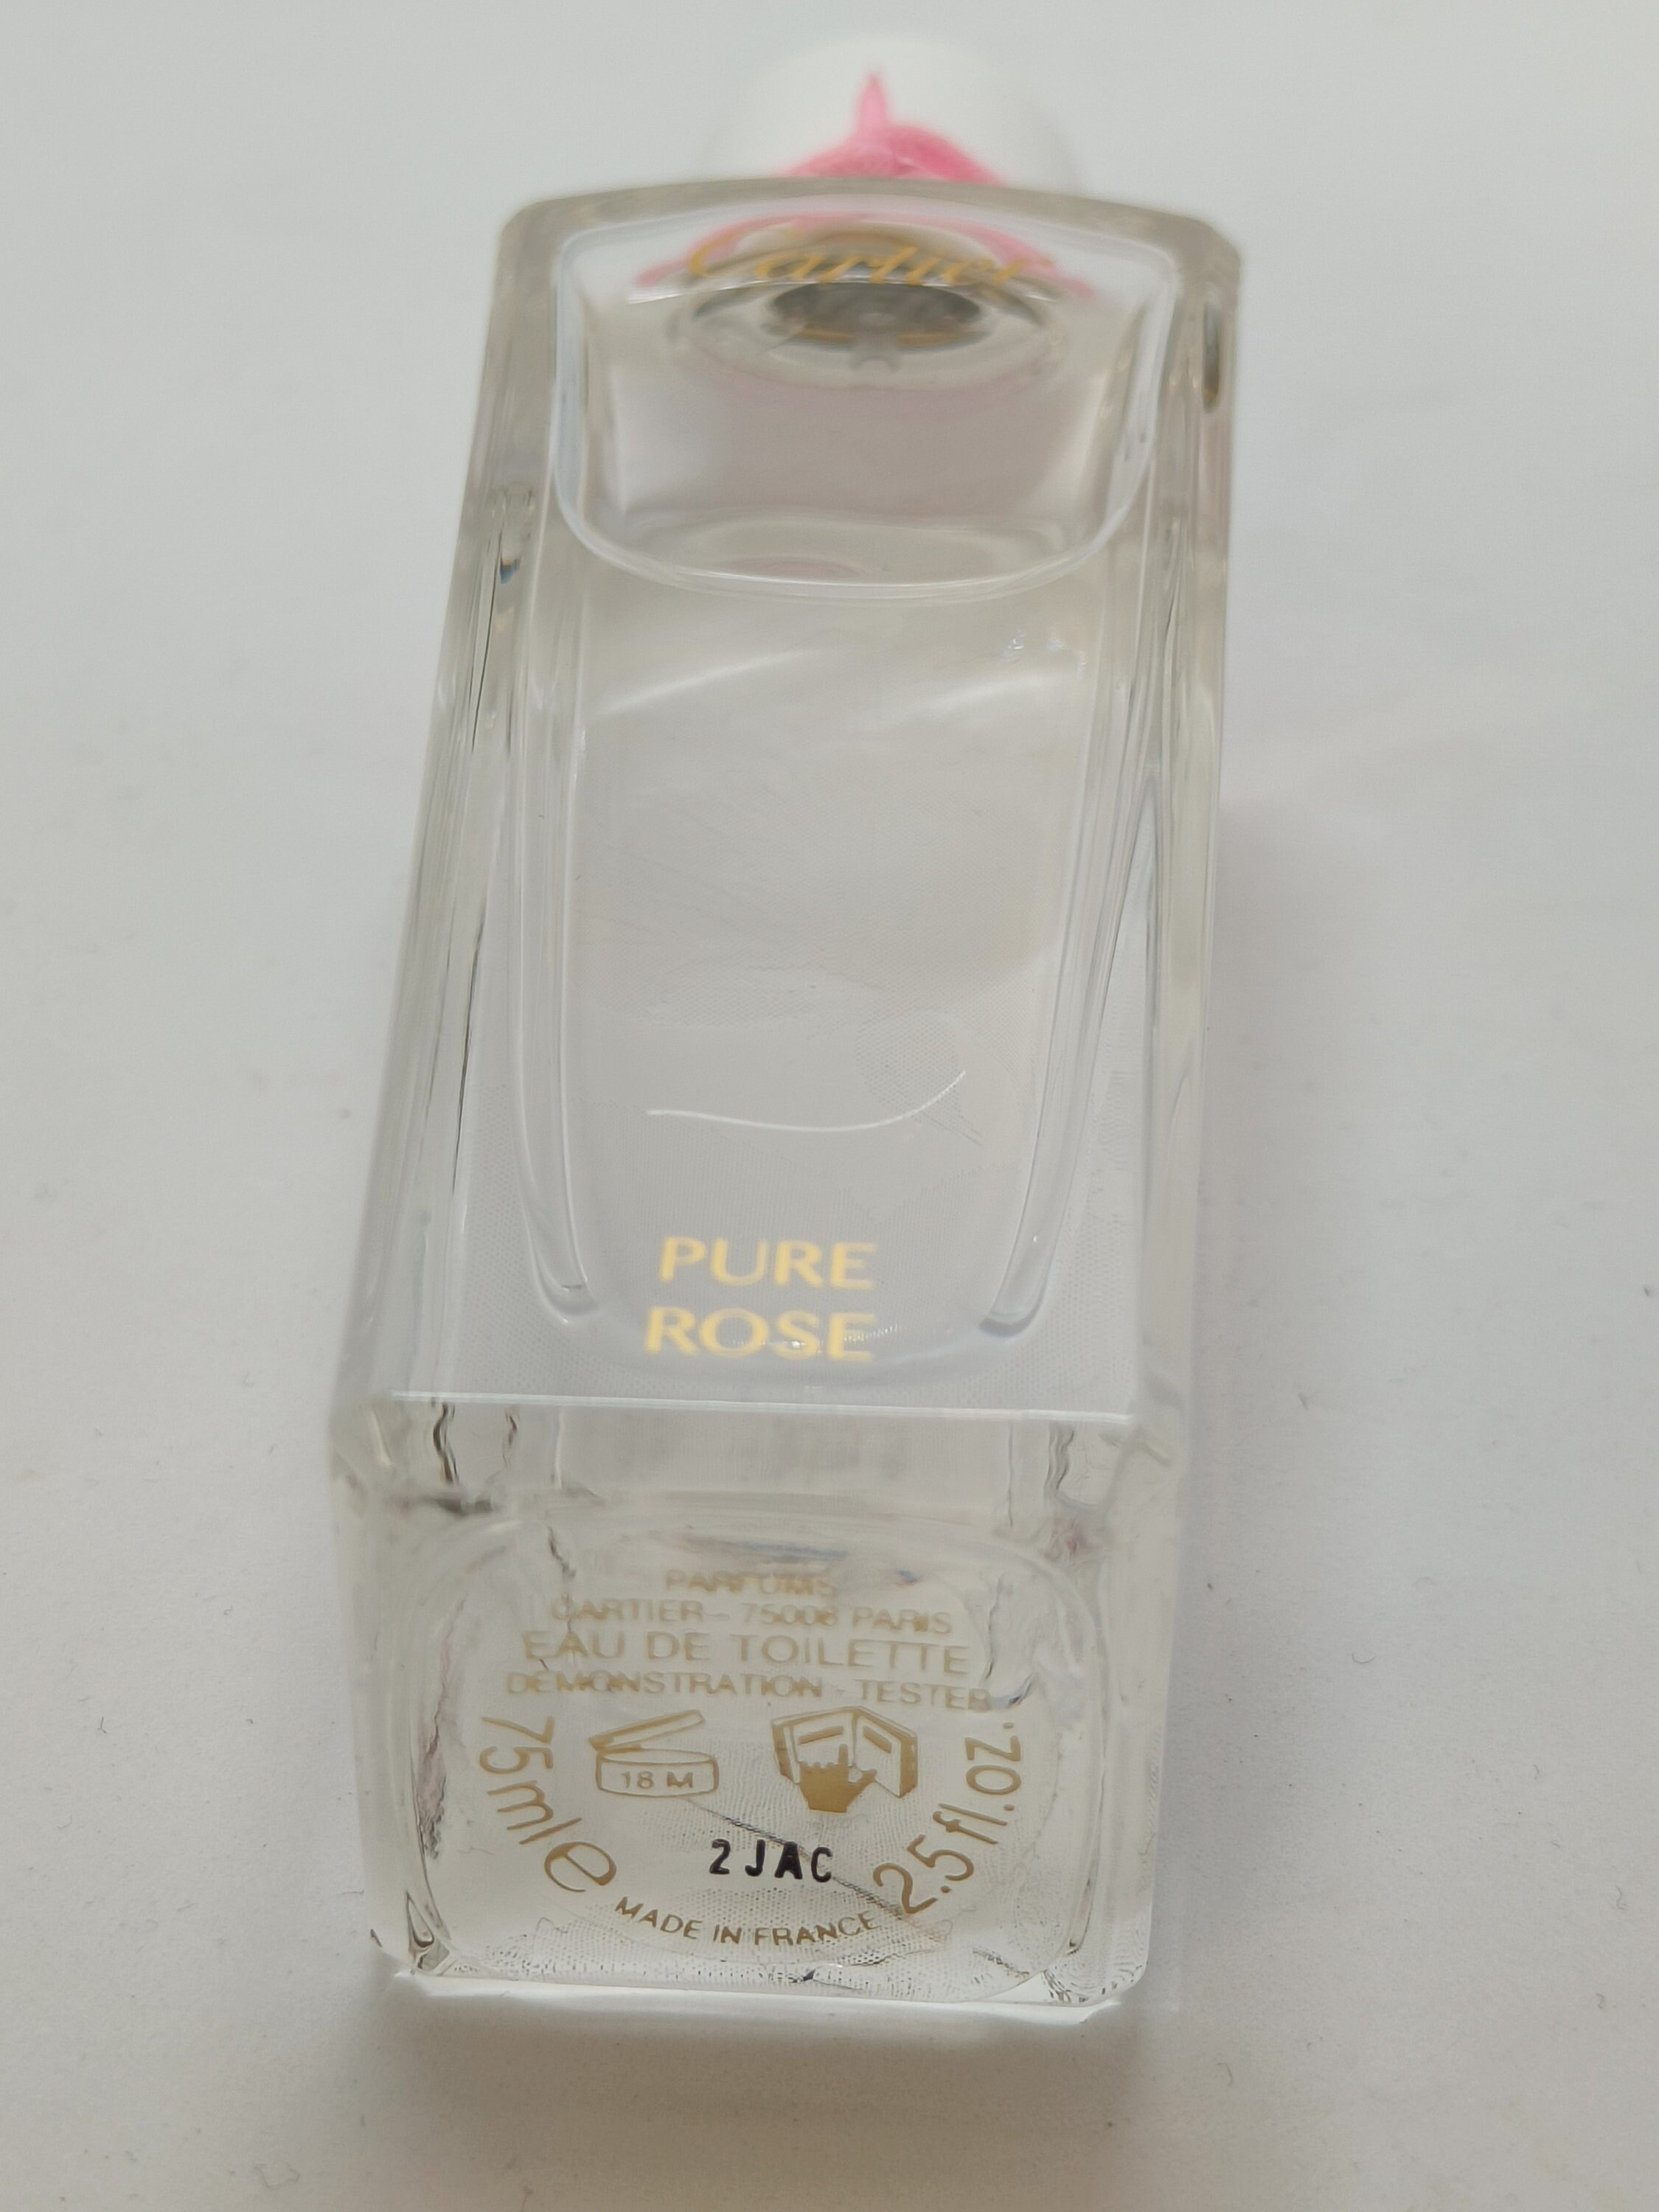 Cartier
PURE
ROSE
PARFUMS
CARTIER - 75008 PARIS
EAU DE TOILETTE
DEMONSTRATION - TESTER
75ml e
18 M
2.5 fl.oz.
2JAC
MADE IN FRANCE